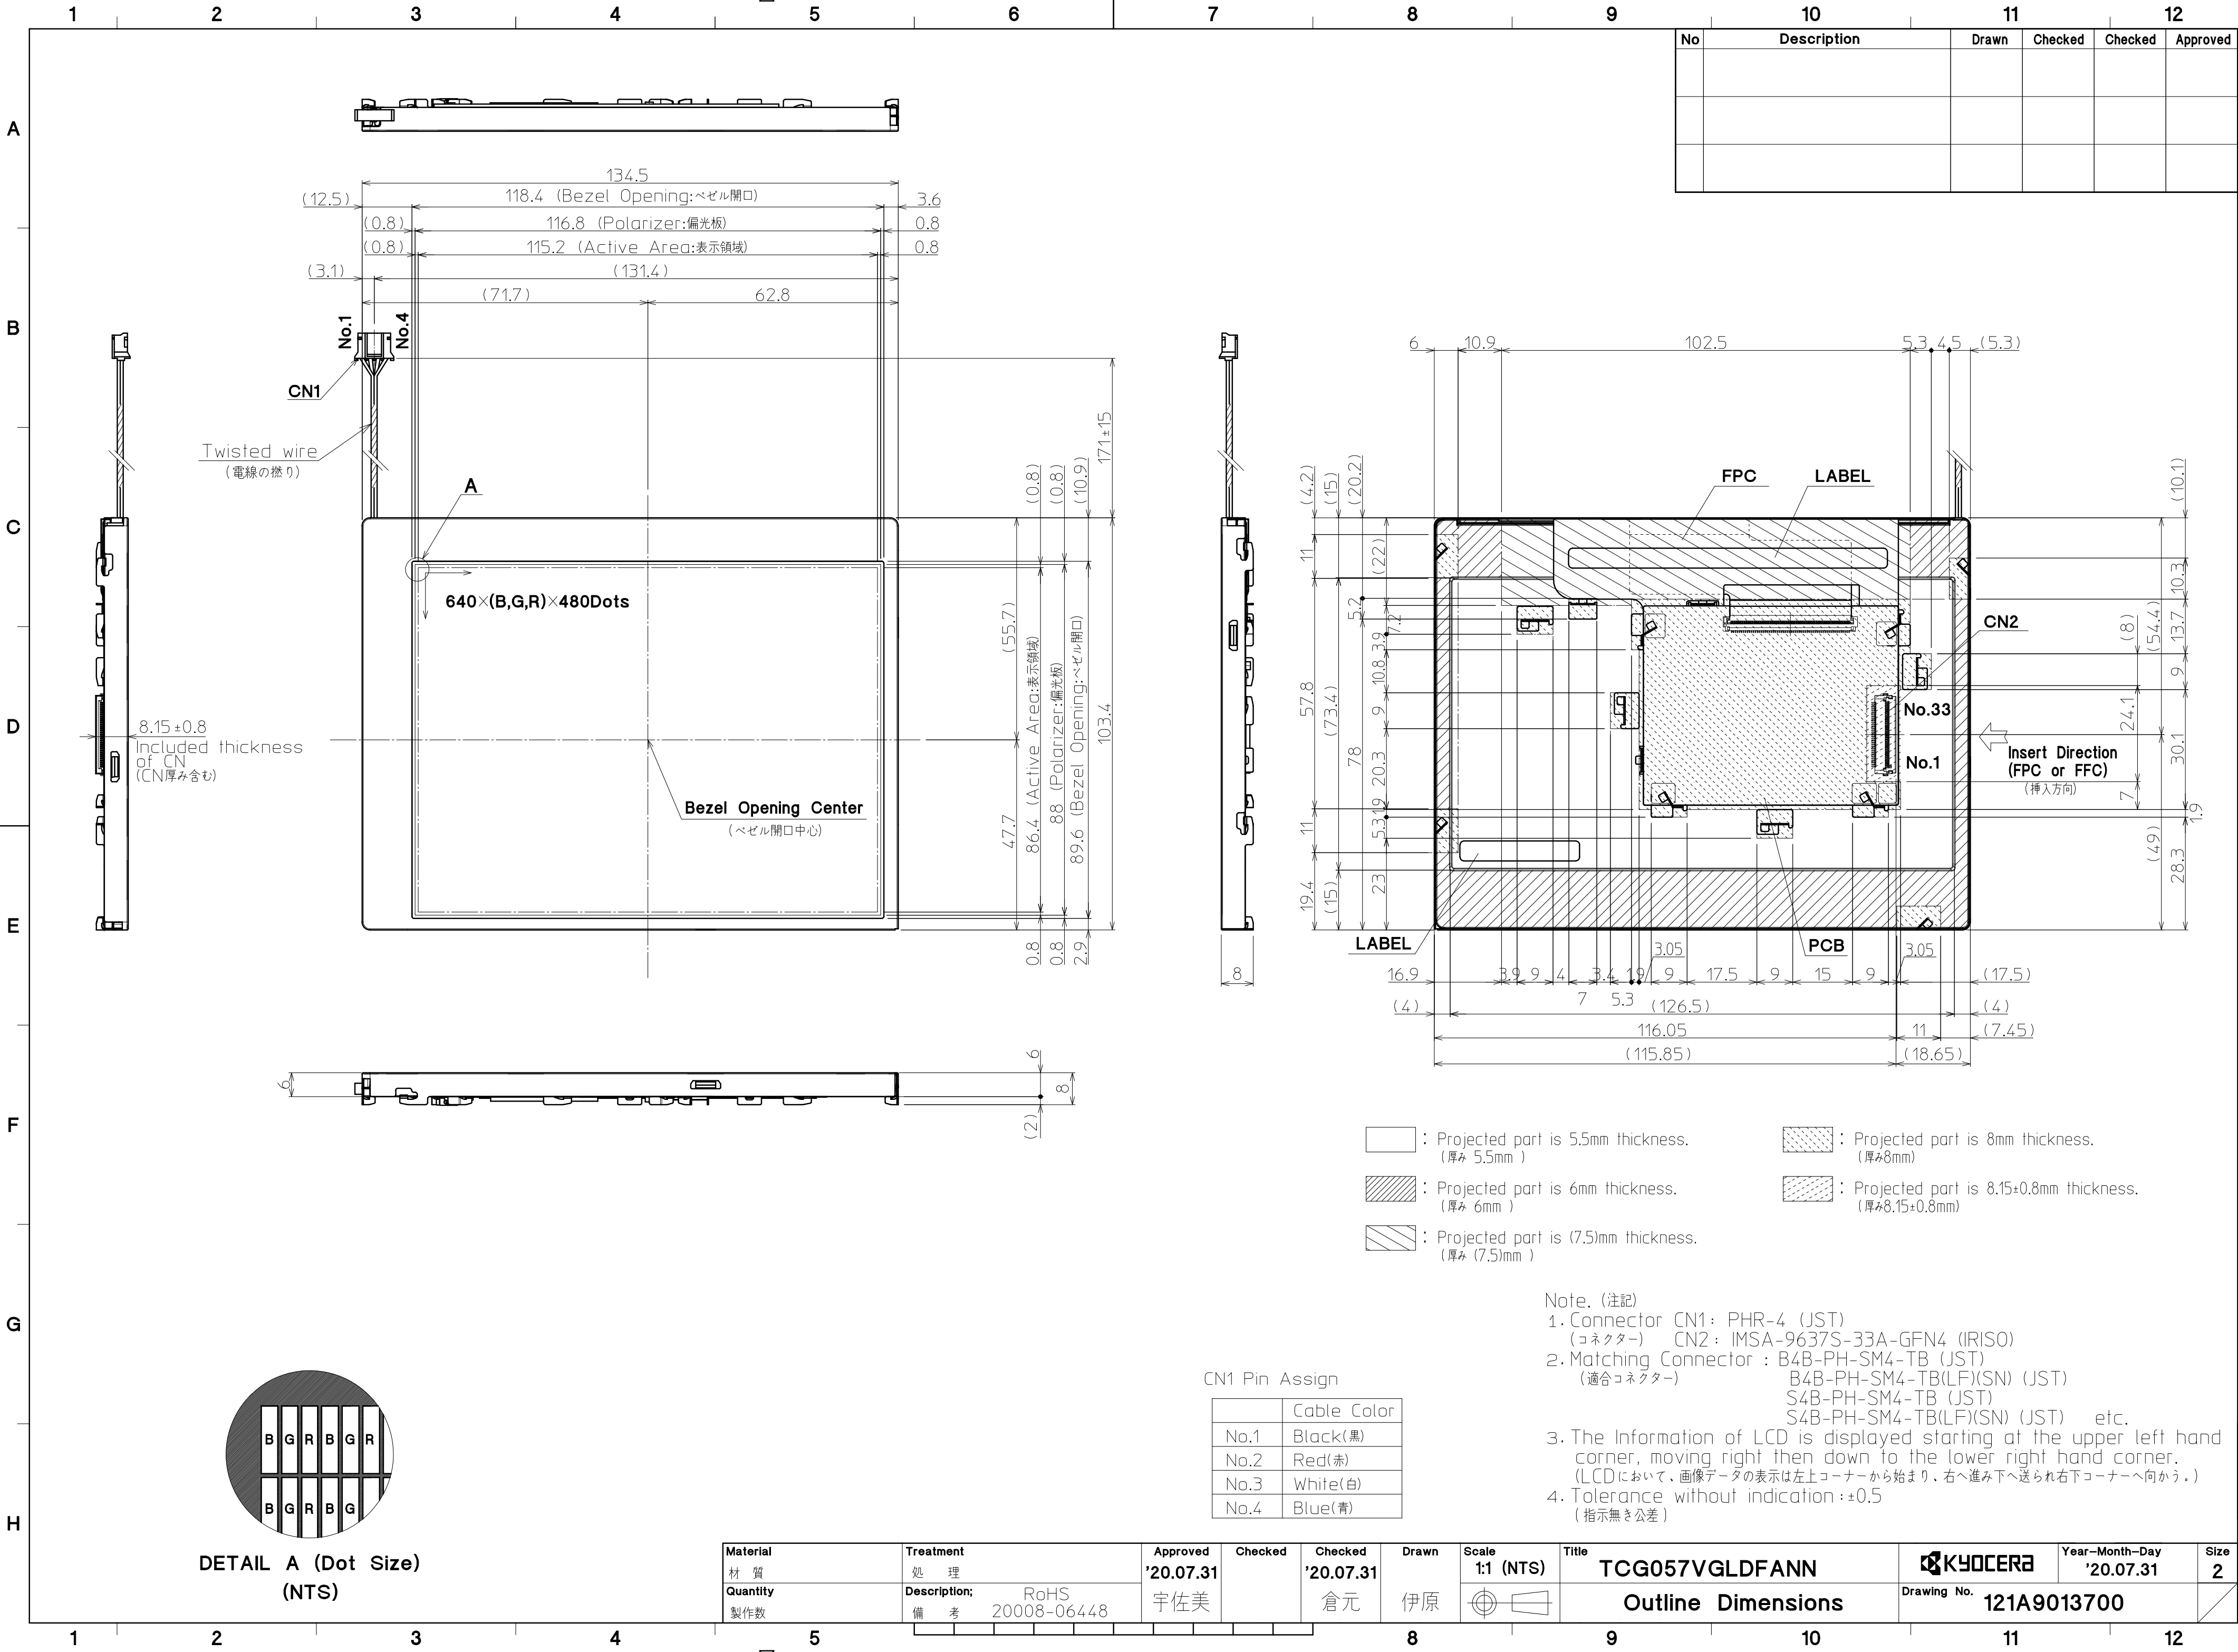 1 2 3 4 5 6 7 8 9 10 11 12
No Description Drawn Checked Checked Approved
A
134.5
(12.5) 118.4 (Bezel Opening:ベゼル開口) 3.6
(0.8) 116.8 (Polarizer:偏光板) 0.8
(0.8) 115.2 (Active Area:表示領域) 0.8
(3.1) (131.4)
(71.7) 62.8
B
No.1
No.4
CN1
Twisted wire
(電線の撚り)
171±15
A
C
(0.8)
(0.8)
(10.9)
640×(B,G,R)×480Dots
(55.7)
47.7
86.4 (Active Area:表示領域)
88 (Polarizer:偏光板)
89.6 (Bezel Opening:ベゼル開口)
103.4
D
8.15±0.8
Included thickness
of CN
(CN厚み含む)
Bezel Opening Center
(ベゼル開口中心)
0.8
0.8
2.9
E
8
6 10.9 102.5 5.3 4.5 (5.3)
(4.2)
(15)
(20.2)
FPC
LABEL
(10.1)
11
(22)
10.3
5.2
7.2
3.9
CN2
(8)
(54.4)
13.7
10.8
9
57.8
(73.4)
78
9
No.33
24.1
30.1
No.1
Insert Direction
(FPC or FFC)
(挿入方向)
20.3
7
1.9
1.9
11
5.3
23
19.4
(15)
(49)
28.3
LABEL
PCB
3.05
3.05
16.9 3.9 9 4 3.4 1.9 9 17.5 9 15 9 (17.5)
7 5.3
(4) (126.5) (4)
116.05 11 (7.45)
(115.85) (18.65)
6
6
8
(2)
F
: Projected part is 5.5mm thickness.
(厚み 5.5mm )
: Projected part is 8mm thickness.
(厚み8mm)
: Projected part is 6mm thickness.
(厚み 6mm )
: Projected part is 8.15±0.8mm thickness.
(厚み8.15±0.8mm)
: Projected part is (7.5)mm thickness.
(厚み (7.5)mm )
G
Note. (注記)
1. Connector CN1: PHR-4 (JST)
(コネクター) CN2: IMSA-9637S-33A-GFN4 (IRISO)
2. Matching Connector : B4B-PH-SM4-TB (JST)
(適合コネクター) B4B-PH-SM4-TB(LF)(SN) (JST)
S4B-PH-SM4-TB (JST)
S4B-PH-SM4-TB(LF)(SN) (JST) etc.
3. The Information of LCD is displayed starting at the upper left hand
corner, moving right then down to the lower right hand corner.
(LCDにおいて、画像データの表示は左上コーナーから始まり、右へ進み下へ送られ右下コーナーへ向かう。)
4. Tolerance without indication:±0.5
(指示無き公差)
CN1 Pin Assign
Cable Color
No.1 Black(黒)
No.2 Red(赤)
No.3 White(白)
No.4 Blue(青)
H
B G R B G R
B G R B G
DETAIL A (Dot Size)
(NTS)
Material
材 質
Treatment
処 理
Quantity
製作数
Description;
備 考
RoHS
20008-06448
Approved
'20.07.31
宇佐美
Checked
Checked
'20.07.31
倉元
Drawn
伊原
Scale
1:1 (NTS)
Title
TCG057VGLDFANN
Outline Dimensions
KYOCERA
Year-Month-Day
'20.07.31
Size
2
Drawing No. 121A9013700
1 2 3 4 5 8 9 10 11 12